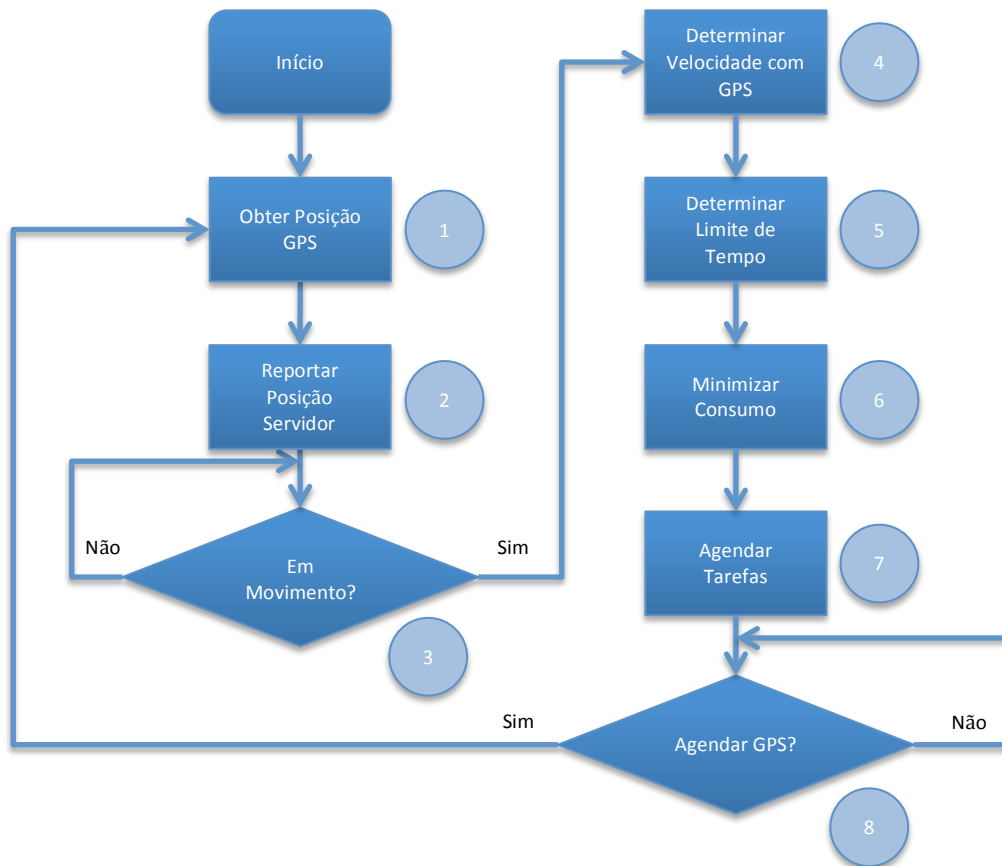 Início
Obter Posição
GPS
1
Reportar
Posição
Servidor
2
Não
Em
Movimento?
Sim
3
Determinar
Velocidade com
GPS
4
Determinar
Limite de
Tempo
5
Minimizar
Consumo
6
Agendar
Tarefas
7
Sim
Agendar GPS?
Não
8